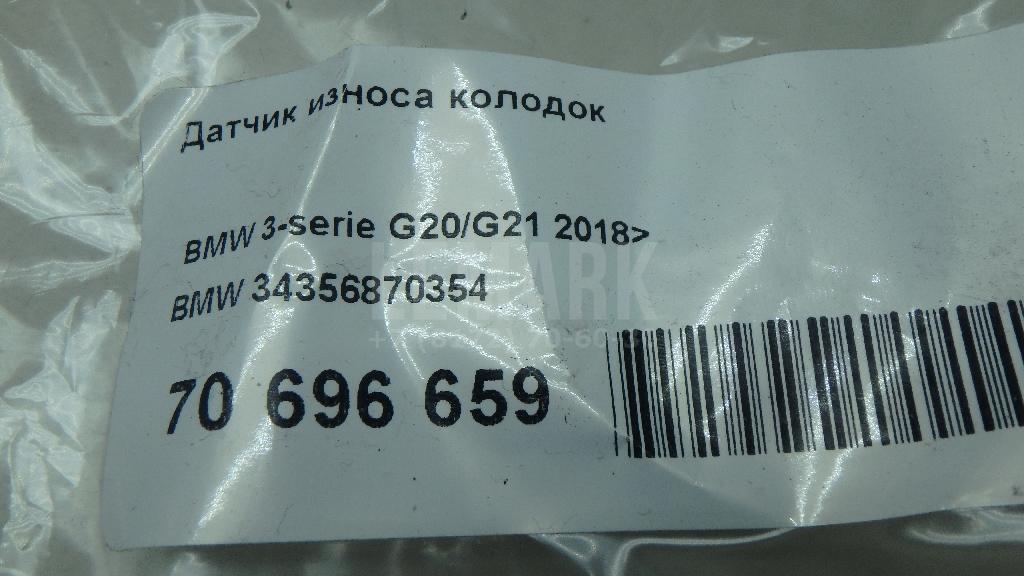 Датчик износа колодок
BMW 3-serie G20/G21 2018>
BMW 34356870354
70 696 659